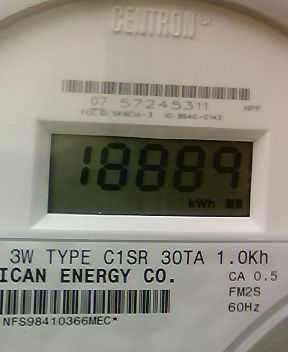 CENTRON
07 57245311
HPP
18889
kWh
3W TYPE C1SR 30TA 1.0Kh
ICAN ENERGY CO.
CA 0.5
FM2S
60Hz
NFS98410366MEC*